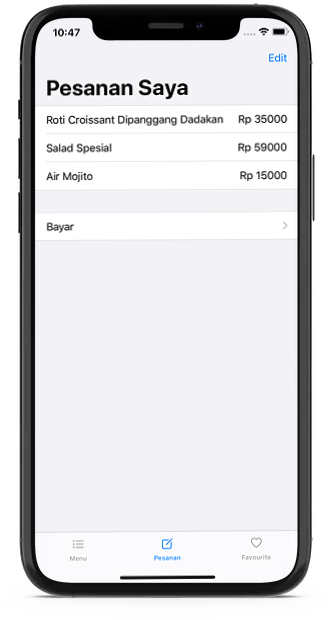 10:47
Edit
Pesanan Saya
Roti Croissant Dipanggang Dadakan Rp 35000
Salad Spesial Rp 59000
Air Mojito Rp 15000
Bayar
Menu Pesanan Favourite